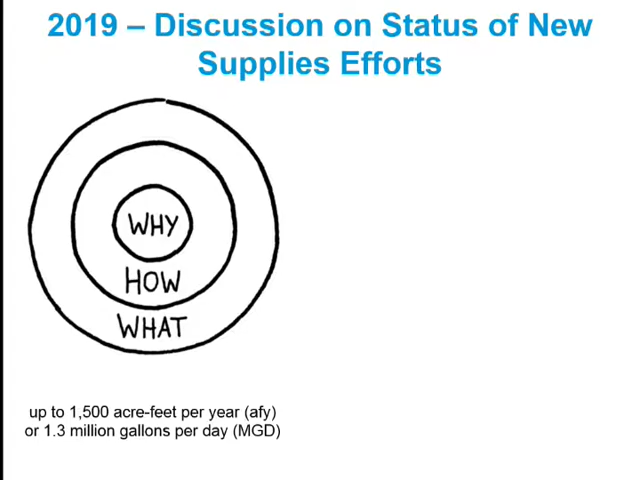 2019 – Discussion on Status of New
Supplies Efforts
WHY
HOW
WHAT
up to 1,500 acre-feet per year (afy)
or 1.3 million gallons per day (MGD)